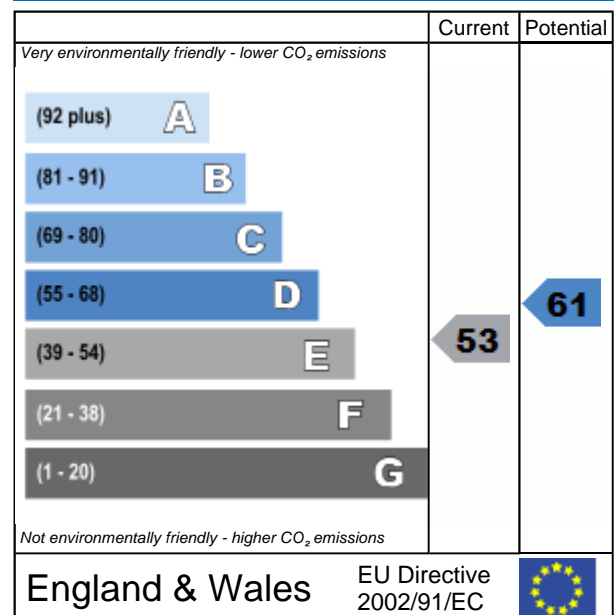 Current Potential
Very environmentally friendly - lower CO₂ emissions
(92 plus) A
(81 - 91) B
(69 - 80) C
(55 - 68) D
61
(39 - 54) E
53
(21 - 38) F
(1 - 20) G
Not environmentally friendly - higher CO₂ emissions
England & Wales
EU Directive
2002/91/EC